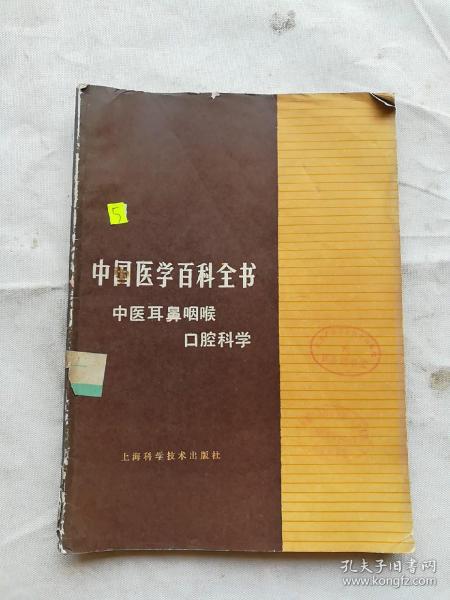 5
中国医学百科全书
中医耳鼻咽喉
口腔科学
上海科学技术出版社
孔夫子旧书网
www.kongfz.com